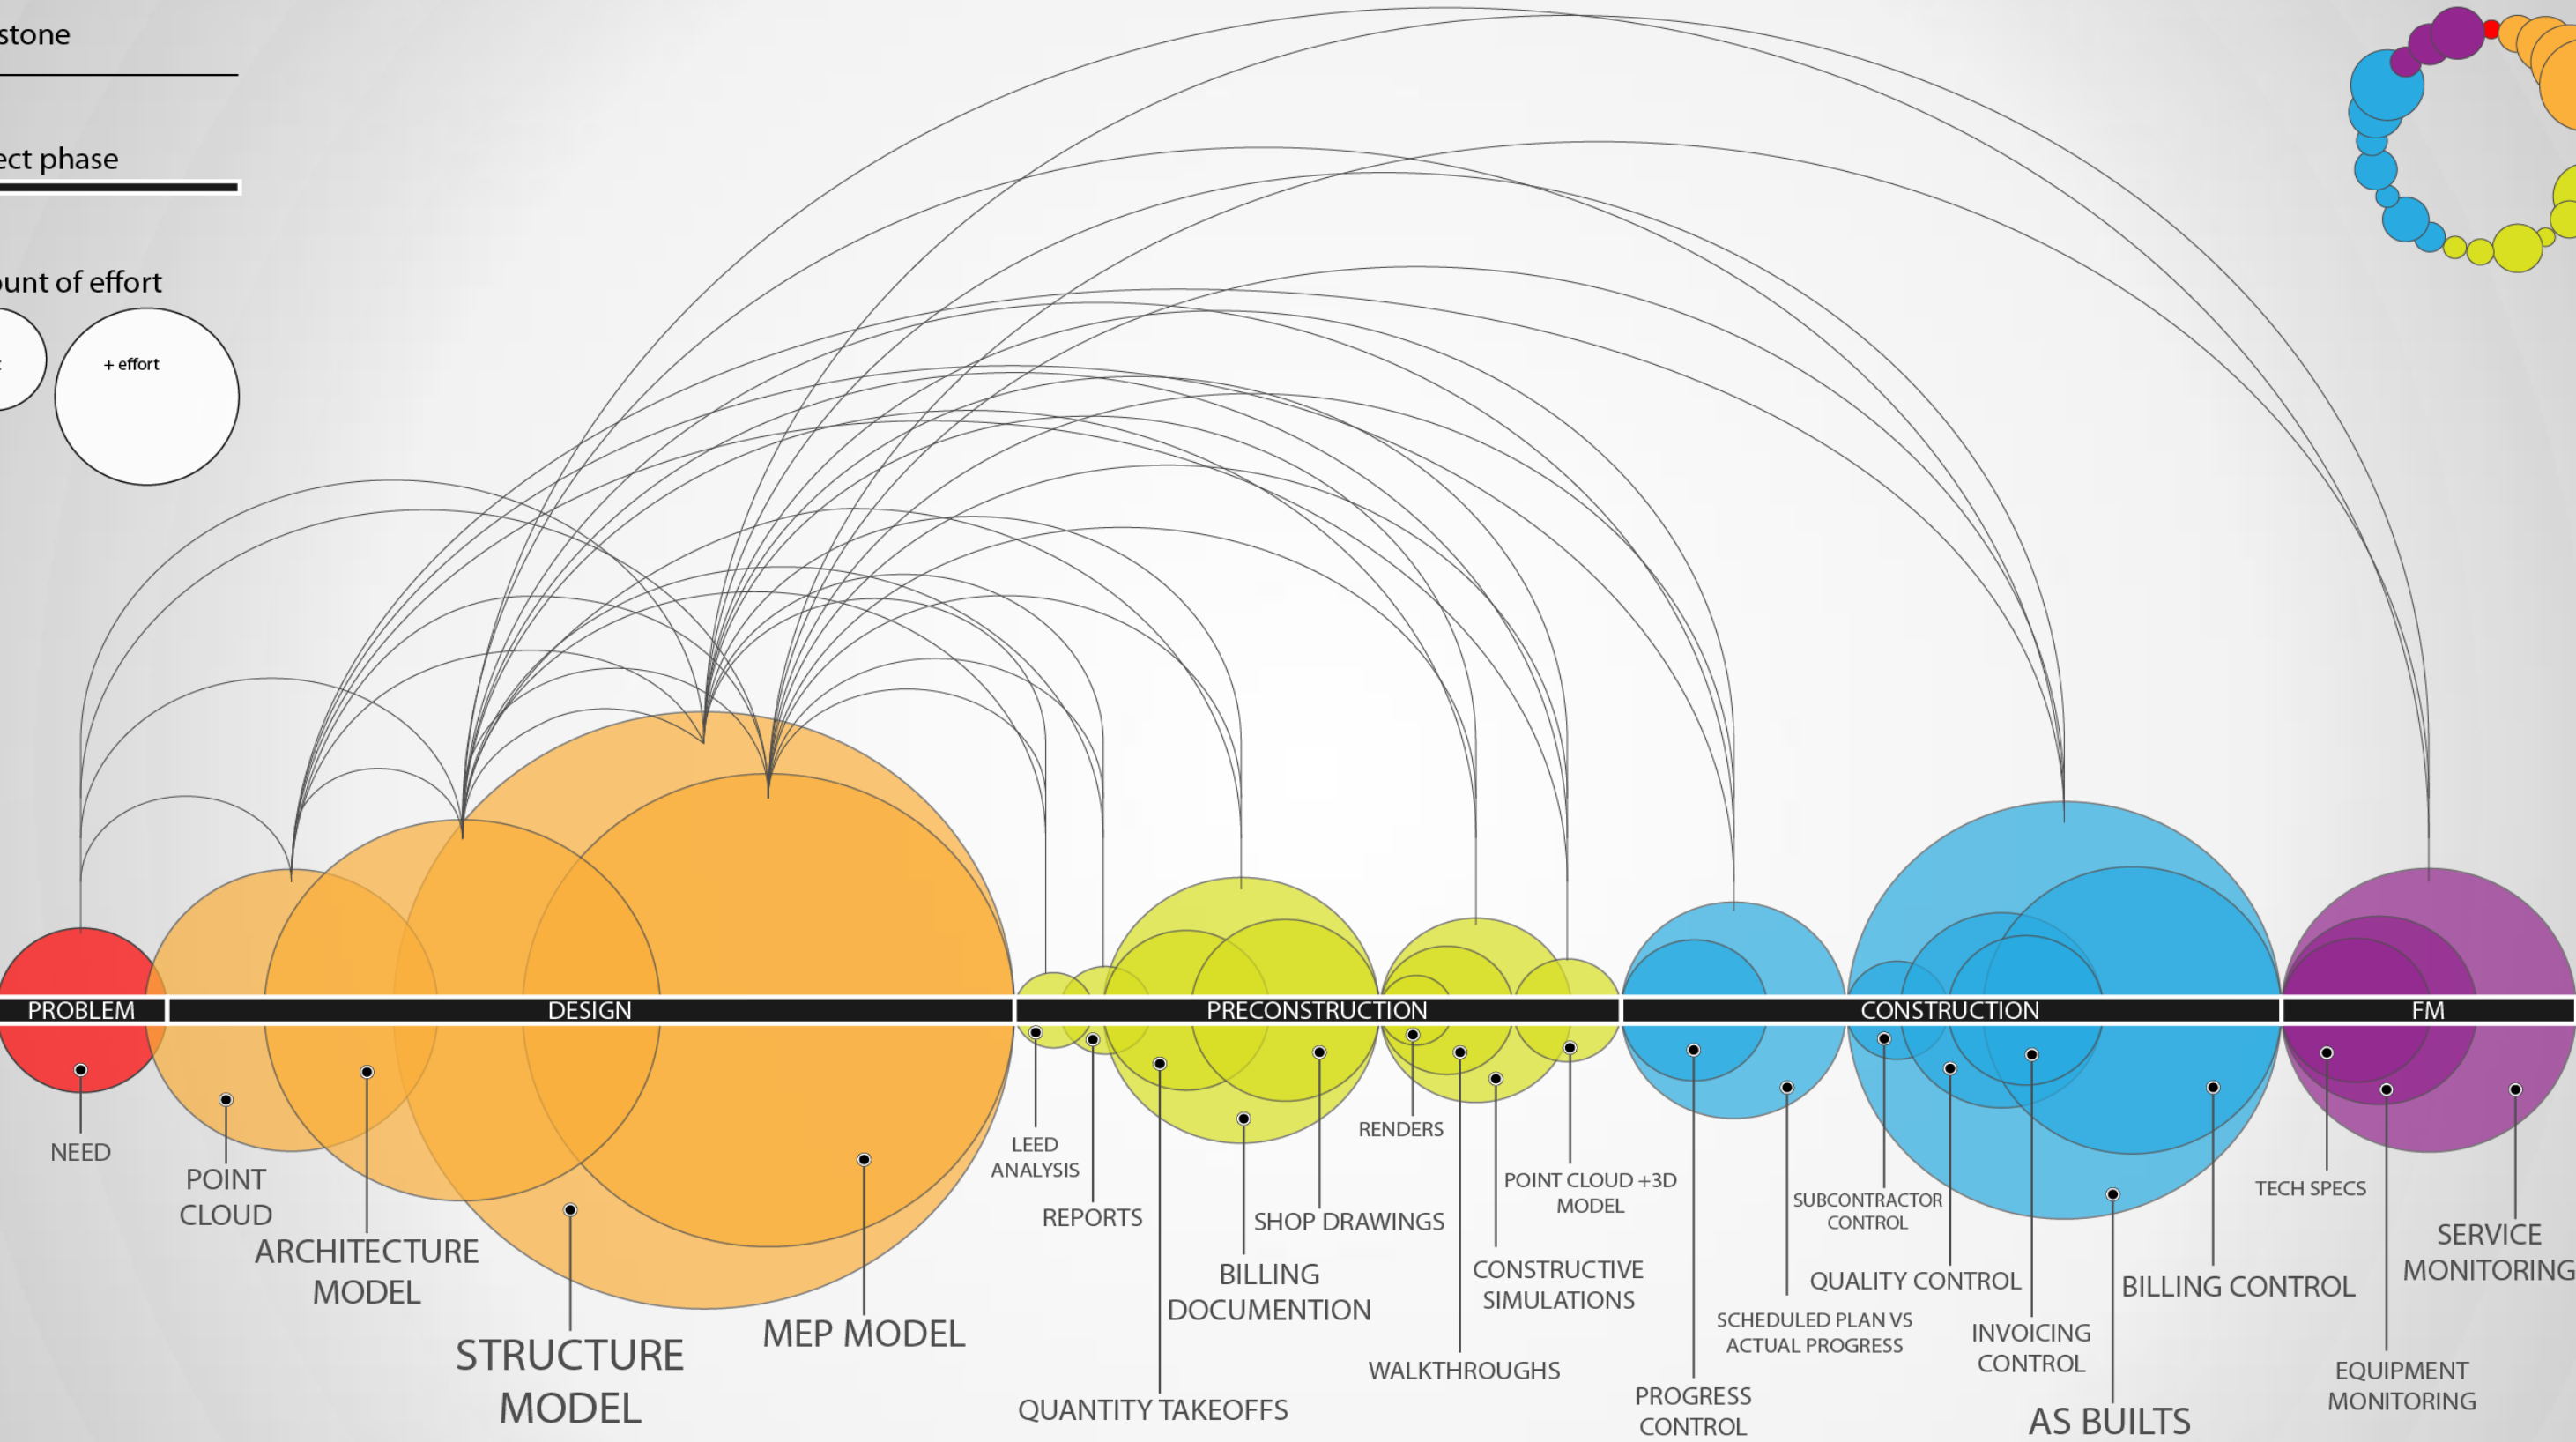 stone
ect phase
unt of effort
+ effort
PROBLEM
DESIGN
PRECONSTRUCTION
CONSTRUCTION
FM
NEED
POINT
CLOUD
ARCHITECTURE
MODEL
STRUCTURE
MODEL
MEP MODEL
LEED
ANALYSIS
REPORTS
QUANTITY TAKEOFFS
BILLING
DOCUMENTION
SHOP DRAWINGS
RENDERS
WALKTHROUGHS
CONSTRUCTIVE
SIMULATIONS
POINT CLOUD +3D
MODEL
PROGRESS
CONTROL
SCHEDULED PLAN VS
ACTUAL PROGRESS
SUBCONTRACTOR
CONTROL
QUALITY CONTROL
INVOICING
CONTROL
AS BUILTS
BILLING CONTROL
TECH SPECS
EQUIPMENT
MONITORING
SERVICE
MONITORING